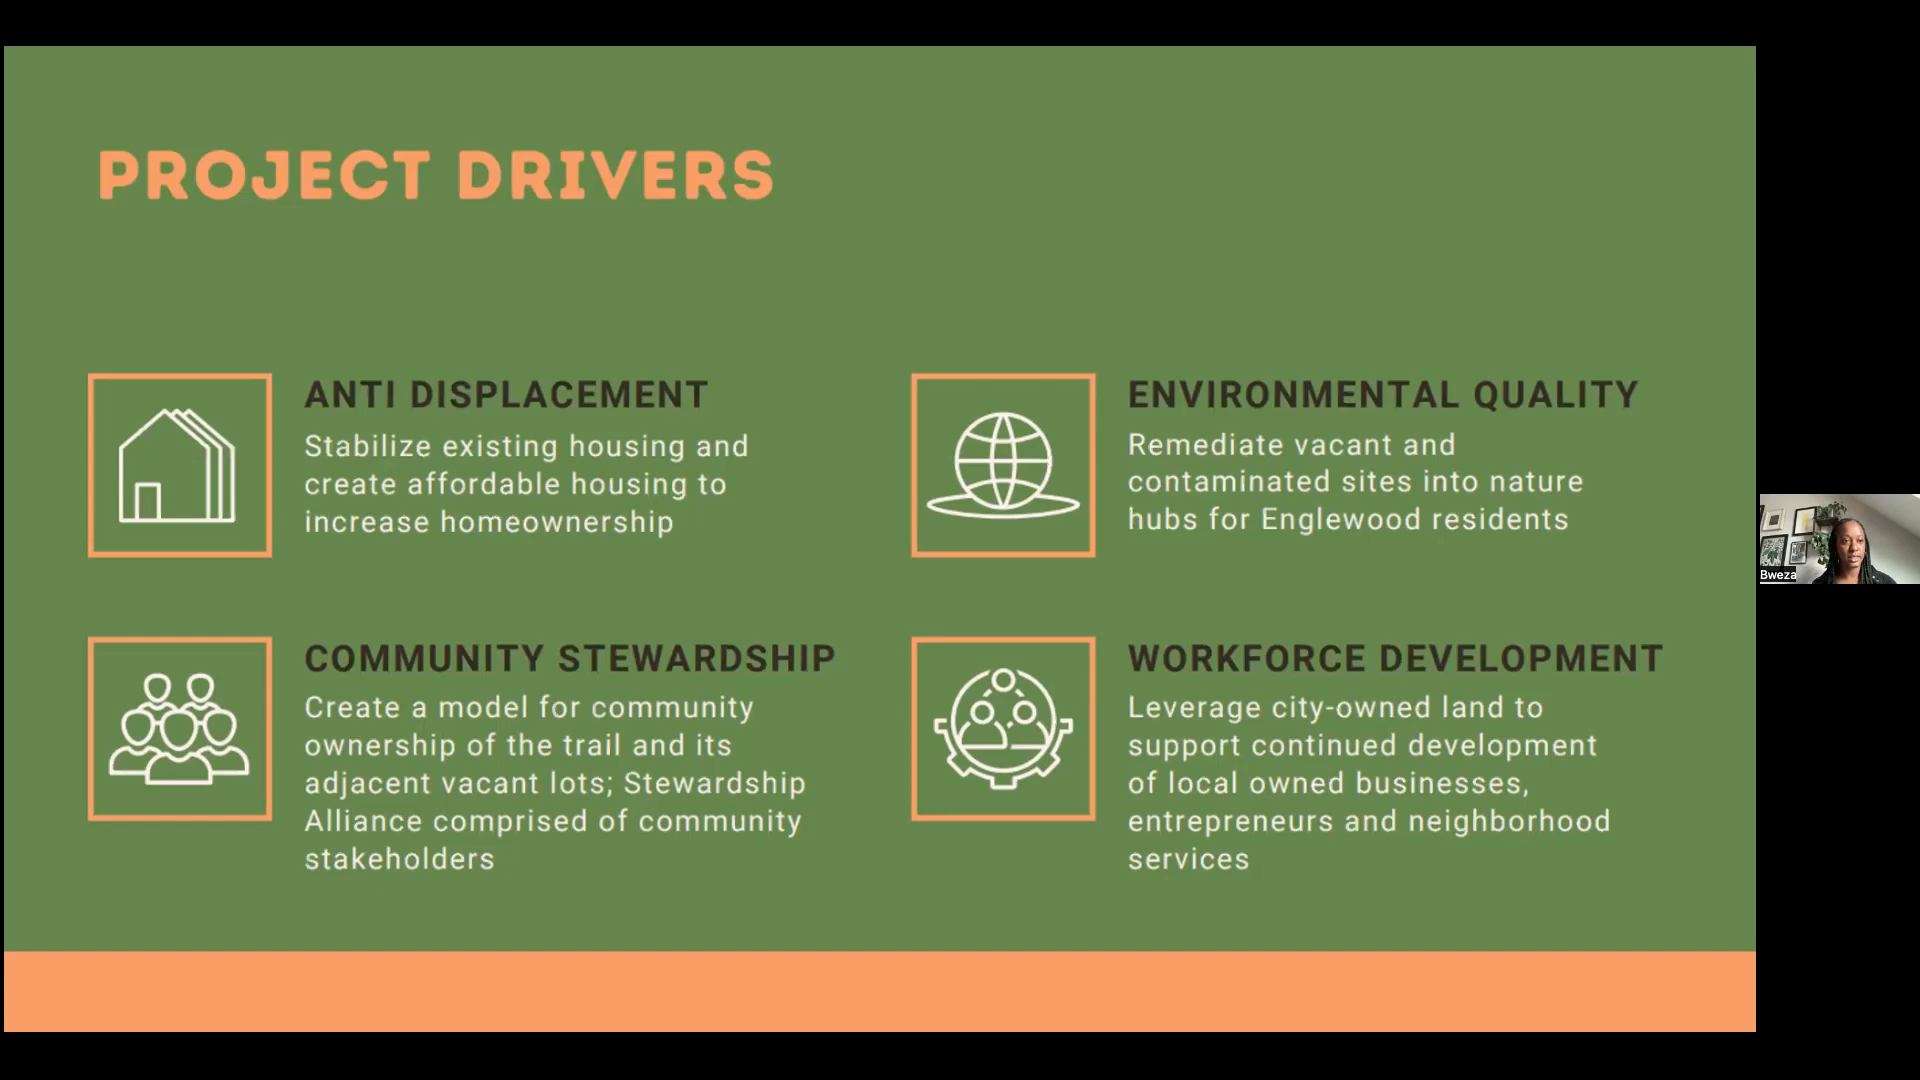 PROJECT DRIVERS
ANTI DISPLACEMENT
Stabilize existing housing and
create affordable housing to
increase homeownership
ENVIRONMENTAL QUALITY
Remediate vacant and
contaminated sites into nature
hubs for Englewood residents
COMMUNITY STEWARDSHIP
Create a model for community
ownership of the trail and its
adjacent vacant lots; Stewardship
Alliance comprised of community
stakeholders
WORKFORCE DEVELOPMENT
Leverage city-owned land to
support continued development
of local owned businesses,
entrepreneurs and neighborhood
services
Bweza